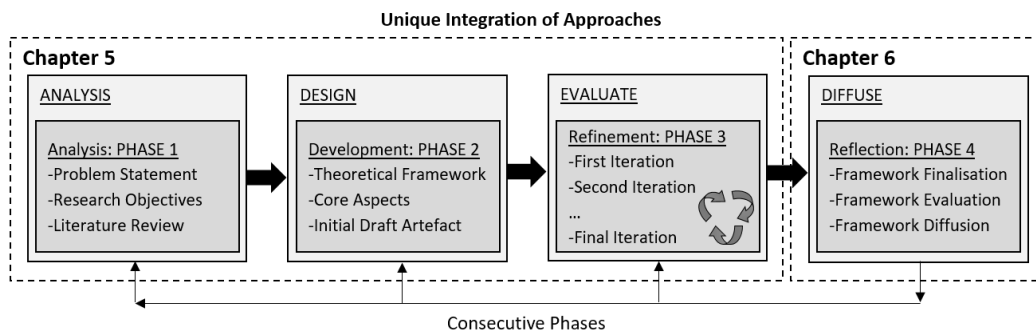 Unique Integration of Approaches
Chapter 5
ANALYSIS
Analysis: PHASE 1
-Problem Statement
-Research Objectives
-Literature Review
DESIGN
Development: PHASE 2
-Theoretical Framework
-Core Aspects
-Initial Draft Artefact
EVALUATE
Refinement: PHASE 3
-First Iteration
-Second Iteration
...
-Final Iteration
Chapter 6
DIFFUSE
Reflection: PHASE 4
-Framework Finalisation
-Framework Evaluation
-Framework Diffusion
Consecutive Phases